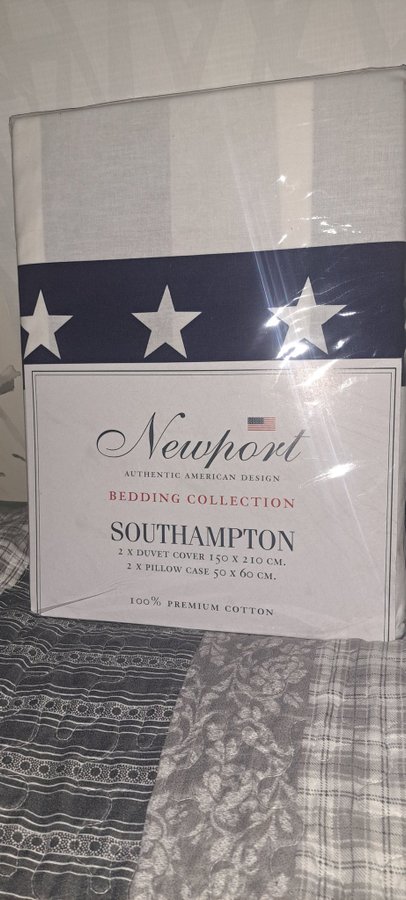 Newport
AUTHENTIC AMERICAN DESIGN
BEDDING COLLECTION
SOUTHAMPTON
2 X DUVET COVER 150 X 210 CM.
2 X PILLOW CASE 50 X 60 CM.
100% PREMIUM COTTON